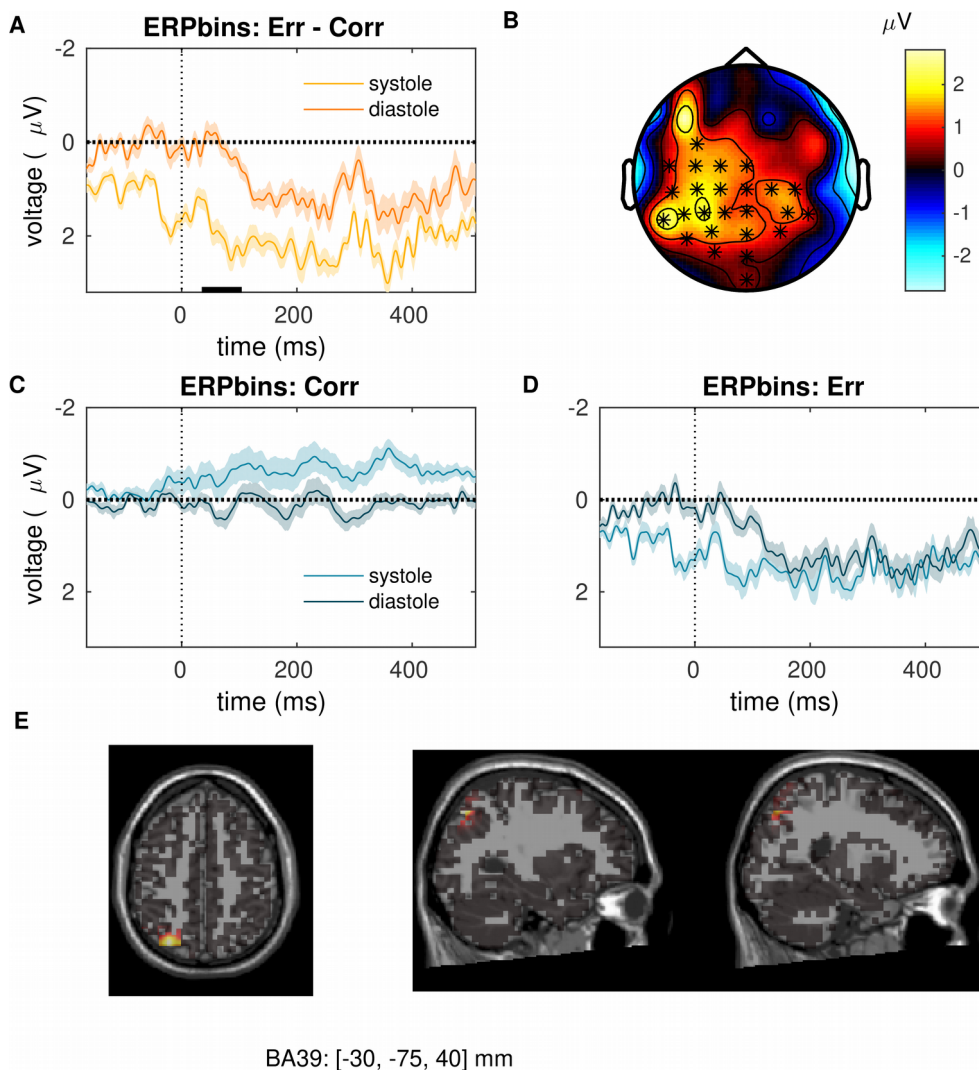 A
ERPbins: Err - Corr
-2
0
2
voltage ( μV)
systole
diastole
0 200 400
time (ms)
B
μV
2
1
0
-1
-2
C
ERPbins: Corr
-2
0
2
voltage ( μV)
systole
diastole
0 200 400
time (ms)
D
ERPbins: Err
-2
0
2
0 200 400
time (ms)
E
BA39: [-30, -75, 40] mm